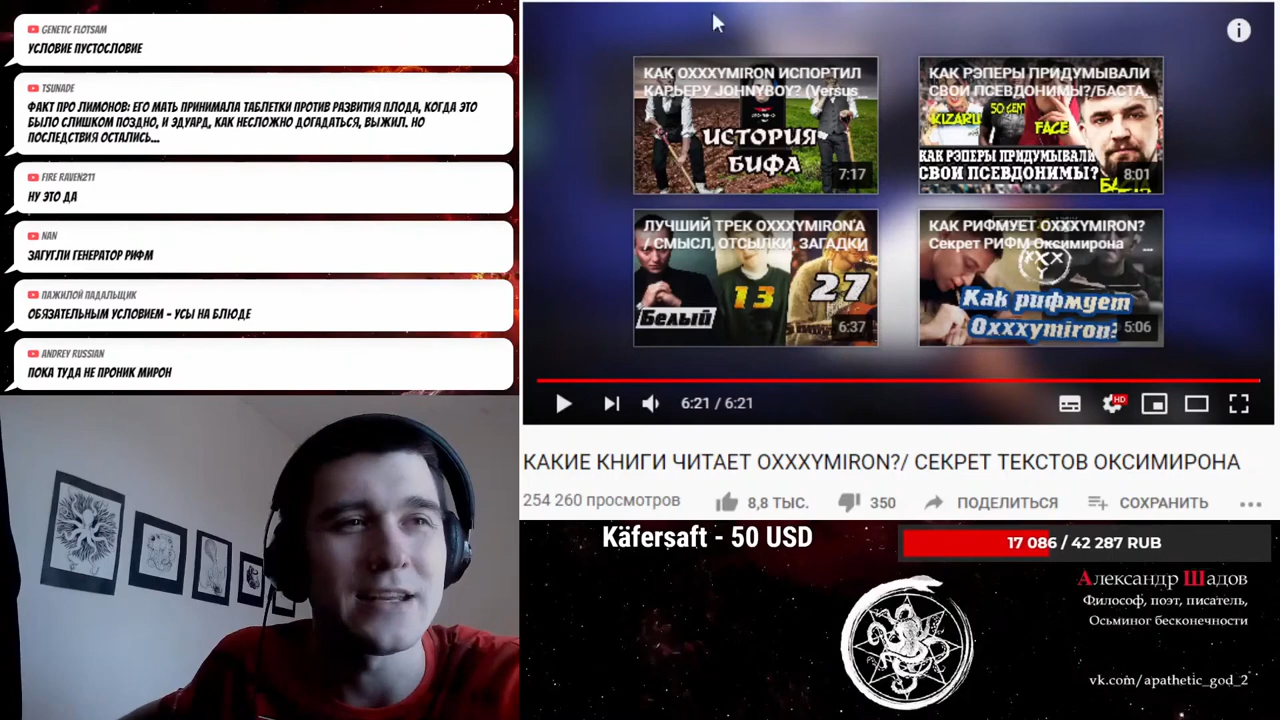 GENETIC FLOTSAM
УСЛОВИЕ ПУСТОСЛОВИЕ
TSUNADE
ФАКТ ПРО ЛИМОНОВ: ЕГО МАТЬ ПРИНИМАЛА ТАБЛЕТКИ ПРОТИВ РАЗВИТИЯ ПЛОДА, КОГДА ЭТО
БЫЛО СЛИШКОМ ПОЗДНО, И ЭДУАРД, КАК НЕСЛОЖНО ДОГАДАТЬСЯ, ВЫЖИЛ. НО
ПОСЛЕДСТВИЯ ОСТАЛИСЬ...
FIRE RAVEN211
НУ ЭТО ДА
NAN
ЗАГУГЛИ ГЕНЕРАТОР РИФМ
ПАЖИЛОЙ ПАДАЛЬЩИК
ОБЯЗАТЕЛЬНЫМ УСЛОВИЕМ - УСЫ НА БЛЮДЕ
ANDREY RUSSIAN
ПОКА ТУДА НЕ ПРОНИК МИРОН
КАК OXXXYMIRON ИСПОРТИЛ
КАРЬЕРУ JOHNYBOY? (Versus_
ИСТОРИЯ
БИФА
7:17
КАК РЭПЕРЫ ПРИДУМЫВАЛИ
СВОИ ПСЕВДОНИМЫ?/БАСТА,
KIZARU
50 CENT
FACE
КАК РЭПЕРЫ ПРИДУМЫВАЛИ
СВОИ ПСЕВДОНИМЫ?
8:01
ЛУЧШИЙ ТРЕК OXXXYMIRON'А
/ СМЫСЛ, ОТСЫЛКИ, ЗАГАДКИ
Белый
13
27
6:37
КАК РИФМУЕТ OXXXYMIRON?
Секрет РИФМ Оксимирона
Как рифмует
Oxxxymiron?
5:06
6:21 / 6:21
HD
КАКИЕ КНИГИ ЧИТАЕТ OXXXYMIRON?/ СЕКРЕТ ТЕКСТОВ ОКСИМИРОНА
254 260 просмотров
8,8 ТЫС.
350
ПОДЕЛИТЬСЯ
СОХРАНИТЬ
Käfersaft - 50 USD
17 086 / 42 287 RUB
Александр Шадов
Философ, поэт, писатель,
Осьминог бесконечности
vk.com/apathetic_god_2